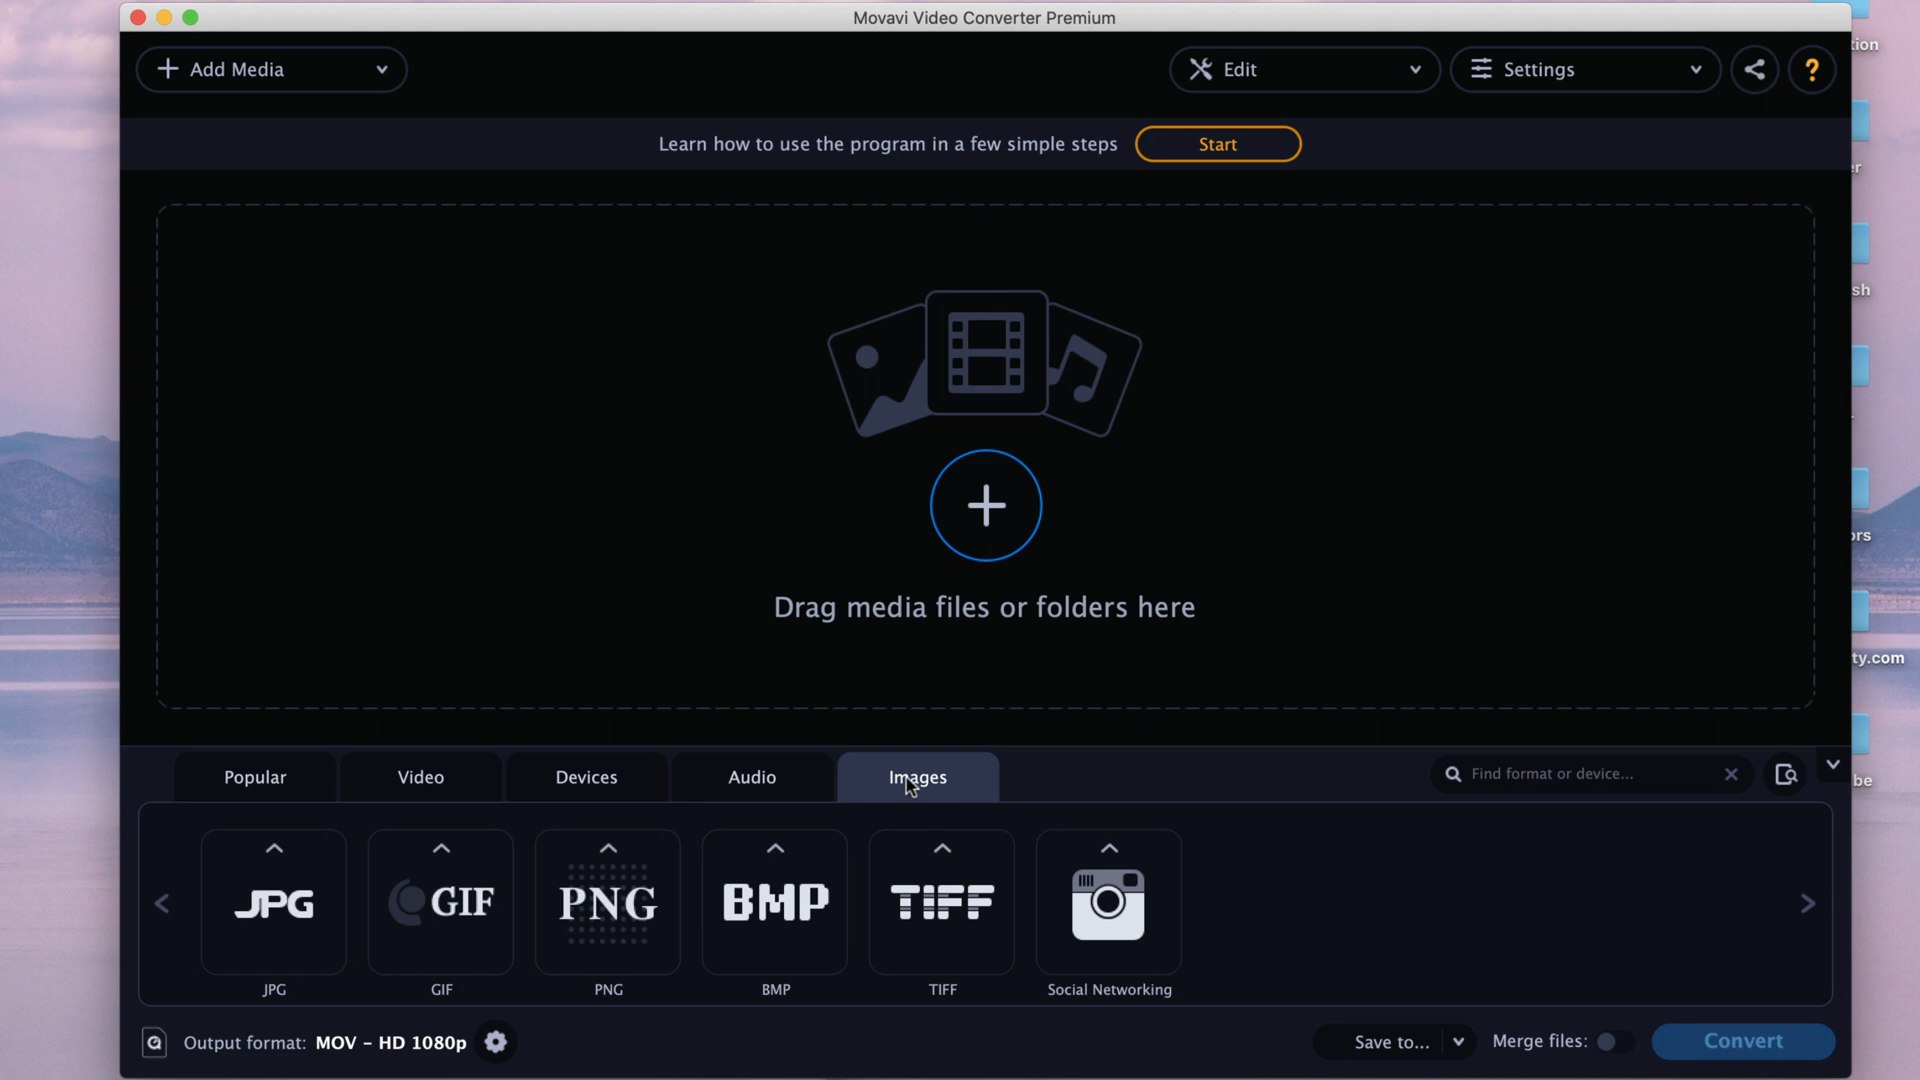 Movavi Video Converter Premium
Add Media
Edit
Settings
?
Learn how to use the program in a few simple steps
Start
Drag media files or folders here
Popular
Video
Devices
Audio
Images
Find format or device...
JPG
GIF
PNG
BMP
TIFF
JPG
GIF
PNG
BMP
TIFF
Social Networking
Output format: MOV – HD 1080p
Save to...
Merge files:
Convert
tion
er
sh
ors
ty.com
be